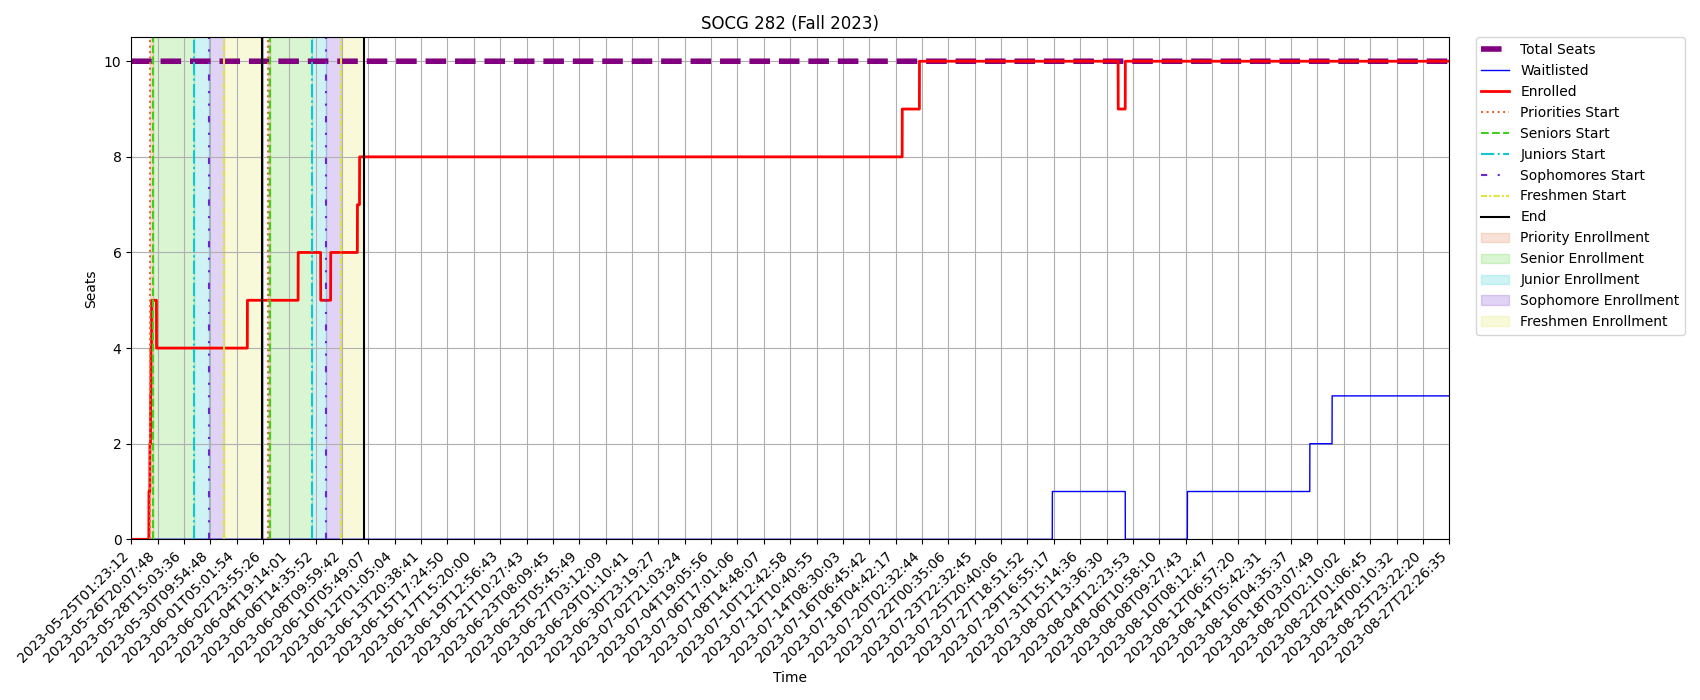 SOCG 282 (Fall 2023)
Seats
10
8
6
4
2
0
2023-05-25T01:23:12
2023-05-26T20:07:48
2023-05-28T15:03:36
2023-05-30T09:54:48
2023-06-01T05:01:54
2023-06-02T23:55:26
2023-06-04T19:14:01
2023-06-06T14:35:52
2023-06-08T09:59:42
2023-06-10T05:49:07
2023-06-12T01:05:04
2023-06-13T20:38:41
2023-06-15T17:24:50
2023-06-17T15:20:00
2023-06-19T12:56:43
2023-06-21T10:27:43
2023-06-23T08:09:45
2023-06-25T05:45:49
2023-06-27T03:12:09
2023-06-29T01:10:41
2023-06-30T23:19:27
2023-07-02T21:03:24
2023-07-04T19:05:56
2023-07-06T17:01:06
2023-07-08T14:48:07
2023-07-10T12:42:58
2023-07-12T10:40:55
2023-07-14T08:30:03
2023-07-16T06:45:42
2023-07-18T04:42:17
2023-07-20T02:32:44
2023-07-22T00:35:06
2023-07-23T22:32:45
2023-07-25T20:40:06
2023-07-27T18:51:52
2023-07-29T16:55:17
2023-07-31T15:14:36
2023-08-02T13:36:30
2023-08-04T12:23:53
2023-08-06T10:58:10
2023-08-08T09:27:43
2023-08-10T08:12:47
2023-08-12T06:57:20
2023-08-14T05:42:31
2023-08-16T04:35:37
2023-08-18T03:07:49
2023-08-20T02:10:02
2023-08-22T01:06:45
2023-08-24T00:10:32
2023-08-25T23:22:20
2023-08-27T22:26:35
Time
Total Seats
Waitlisted
Enrolled
Priorities Start
Seniors Start
Juniors Start
Sophomores Start
Freshmen Start
End
Priority Enrollment
Senior Enrollment
Junior Enrollment
Sophomore Enrollment
Freshmen Enrollment